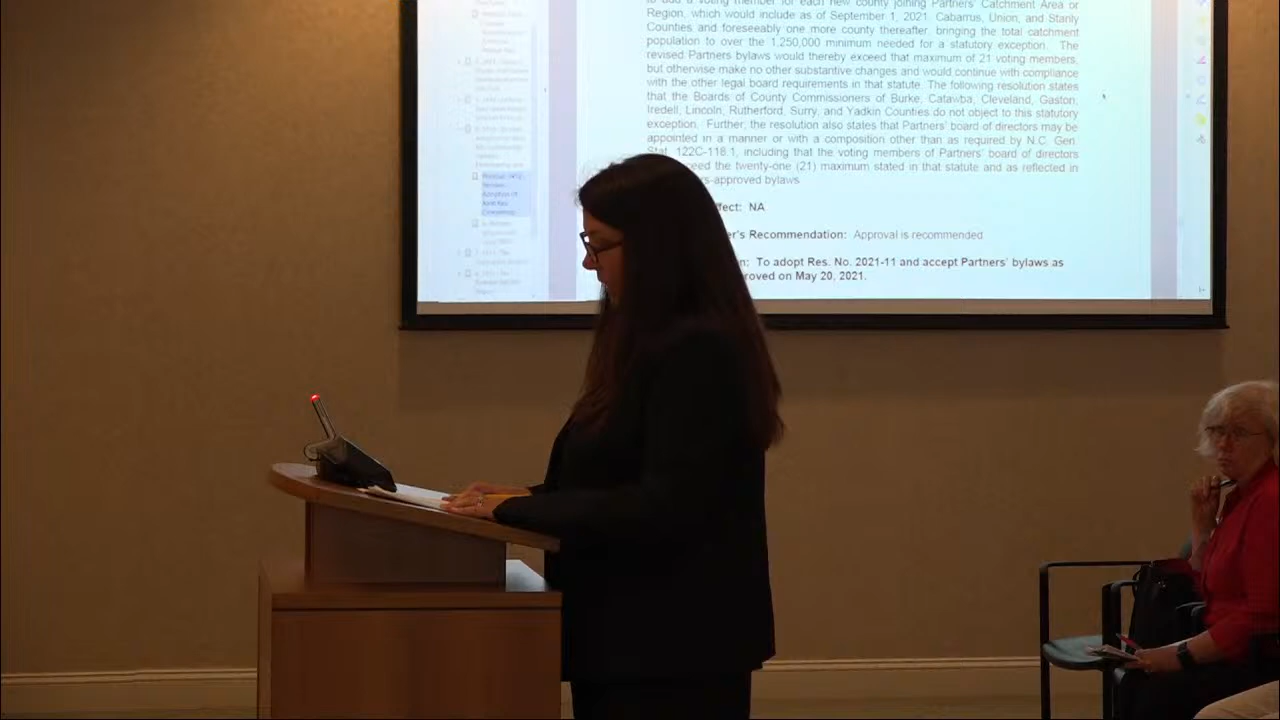 to add a voting member for each new county joining Partners' Catchment Area or
Region, which would include as of September 1, 2021 Cabarrus, Union, and Stanly
Counties and foreseeably one more county thereafter, bringing the total catchment
population to over the 1,250,000 minimum needed for a statutory exception. The
revised Partners bylaws would thereby exceed that maximum of 21 voting members,
but otherwise make no other substantive changes and would continue with compliance
with the other legal board requirements in that statute. The following resolution states
that the Boards of County Commissioners of Burke, Catawba, Cleveland, Gaston,
Iredell, Lincoln, Rutherford, Surry, and Yadkin Counties do not object to this statutory
exception. Further, the resolution also states that Partners' board of directors may be
appointed in a manner or with a composition other than as required by N.C. Gen.
Stat. 122C-118.1, including that the voting members of Partners' board of directors
ceed the twenty-one (21) maximum stated in that statute and as reflected in
rs-approved bylaws
ffect: NA
er's Recommendation: Approval is recommended
n: To adopt Res. No. 2021-11 and accept Partners' bylaws as
roved on May 20, 2021.